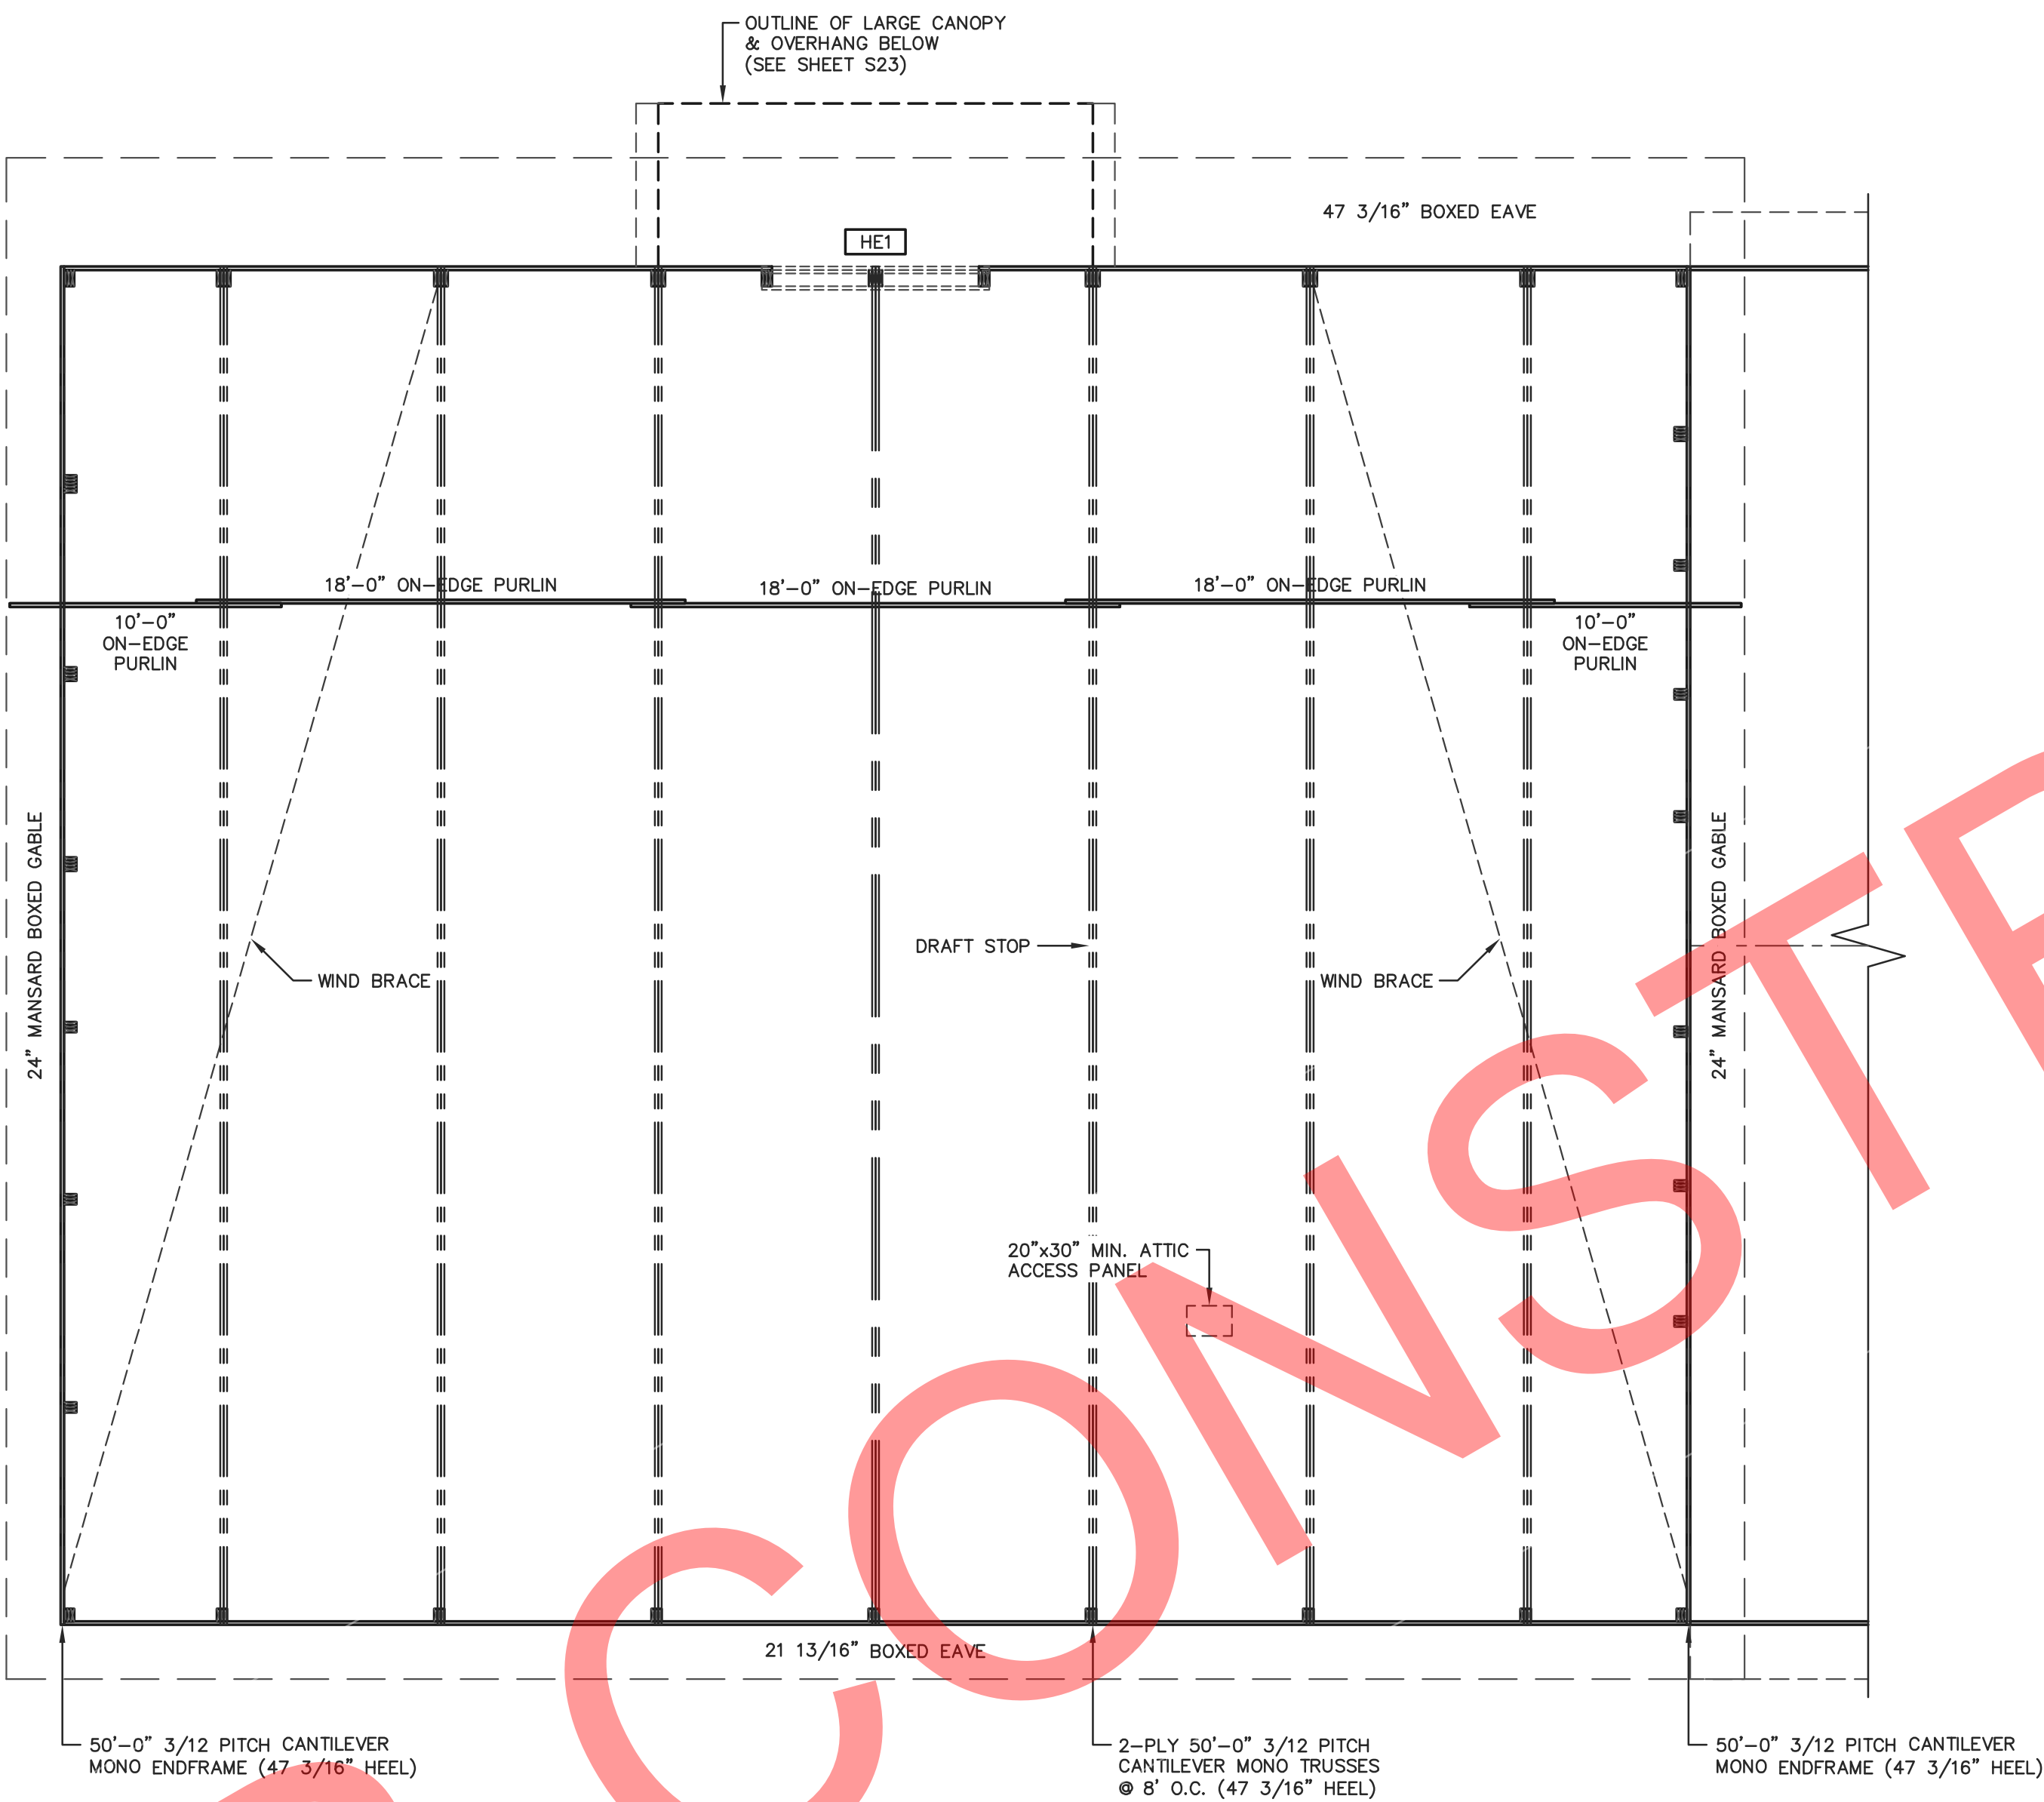 OUTLINE OF LARGE CANOPY
& OVERHANG BELOW
(SEE SHEET S23)
47 3/16" BOXED EAVE
HE1
18'-0" ON-EDGE PURLIN
18'-0" ON-EDGE PURLIN
18'-0" ON-EDGE PURLIN
10'-0"
ON-EDGE
PURLIN
10'-0"
ON-EDGE
PURLIN
24" MANSARD BOXED GABLE
24" MANSARD BOXED GABLE
DRAFT STOP
WIND BRACE
WIND BRACE
20"x30" MIN. ATTIC
ACCESS PANEL
21 13/16" BOXED EAVE
50'-0" 3/12 PITCH CANTILEVER
MONO ENDFRAME (47 3/16" HEEL)
2-PLY 50'-0" 3/12 PITCH
CANTILEVER MONO TRUSSES
@ 8' O.C. (47 3/16" HEEL)
50'-0" 3/12 PITCH CANTILEVER
MONO ENDFRAME (47 3/16" HEEL)
CONST